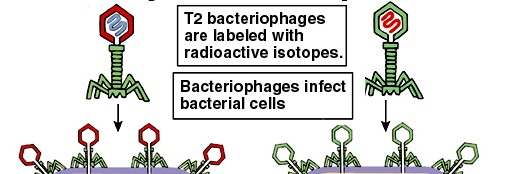 T2 bacteriophages
are labeled with
radioactive isotopes.
Bacteriophages infect
bacterial cells